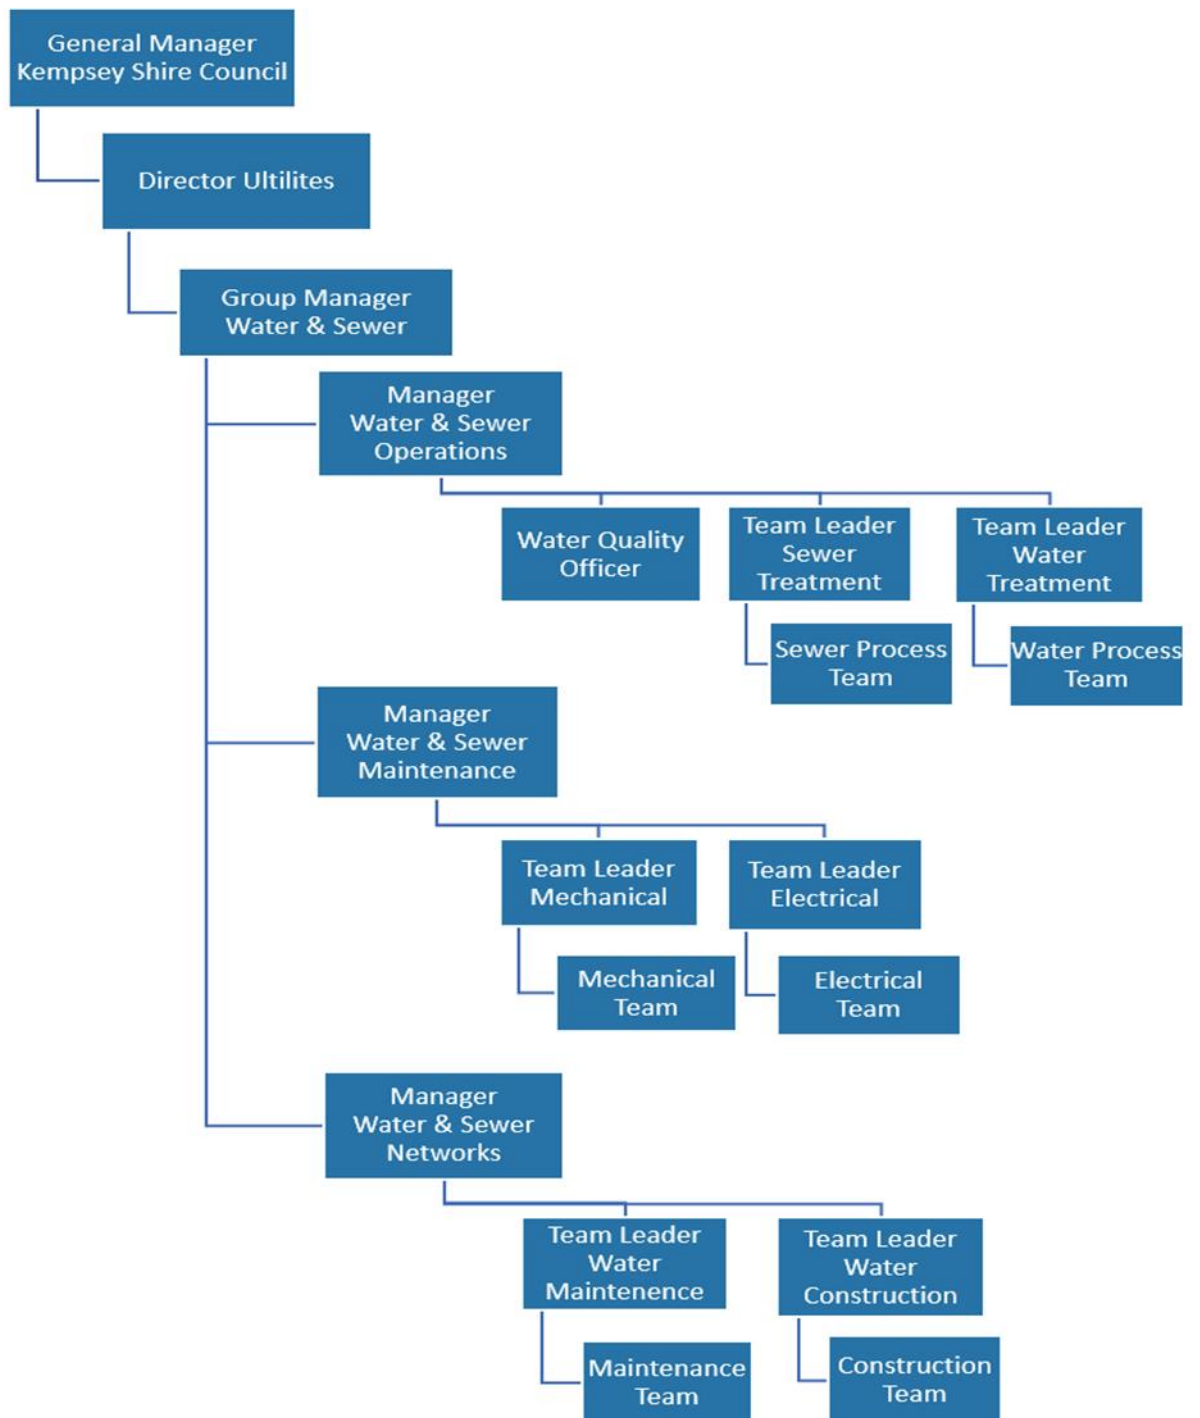 General Manager
Kempsey Shire Council
Director Ultilites
Group Manager
Water & Sewer
Manager
Water & Sewer
Operations
Water Quality
Officer
Team Leader
Sewer
Treatment
Team Leader
Water
Treatment
Sewer Process
Team
Water Process
Team
Manager
Water & Sewer
Maintenance
Team Leader
Mechanical
Team Leader
Electrical
Mechanical
Team
Electrical
Team
Manager
Water & Sewer
Networks
Team Leader
Water
Maintenence
Team Leader
Water
Construction
Maintenance
Team
Construction
Team